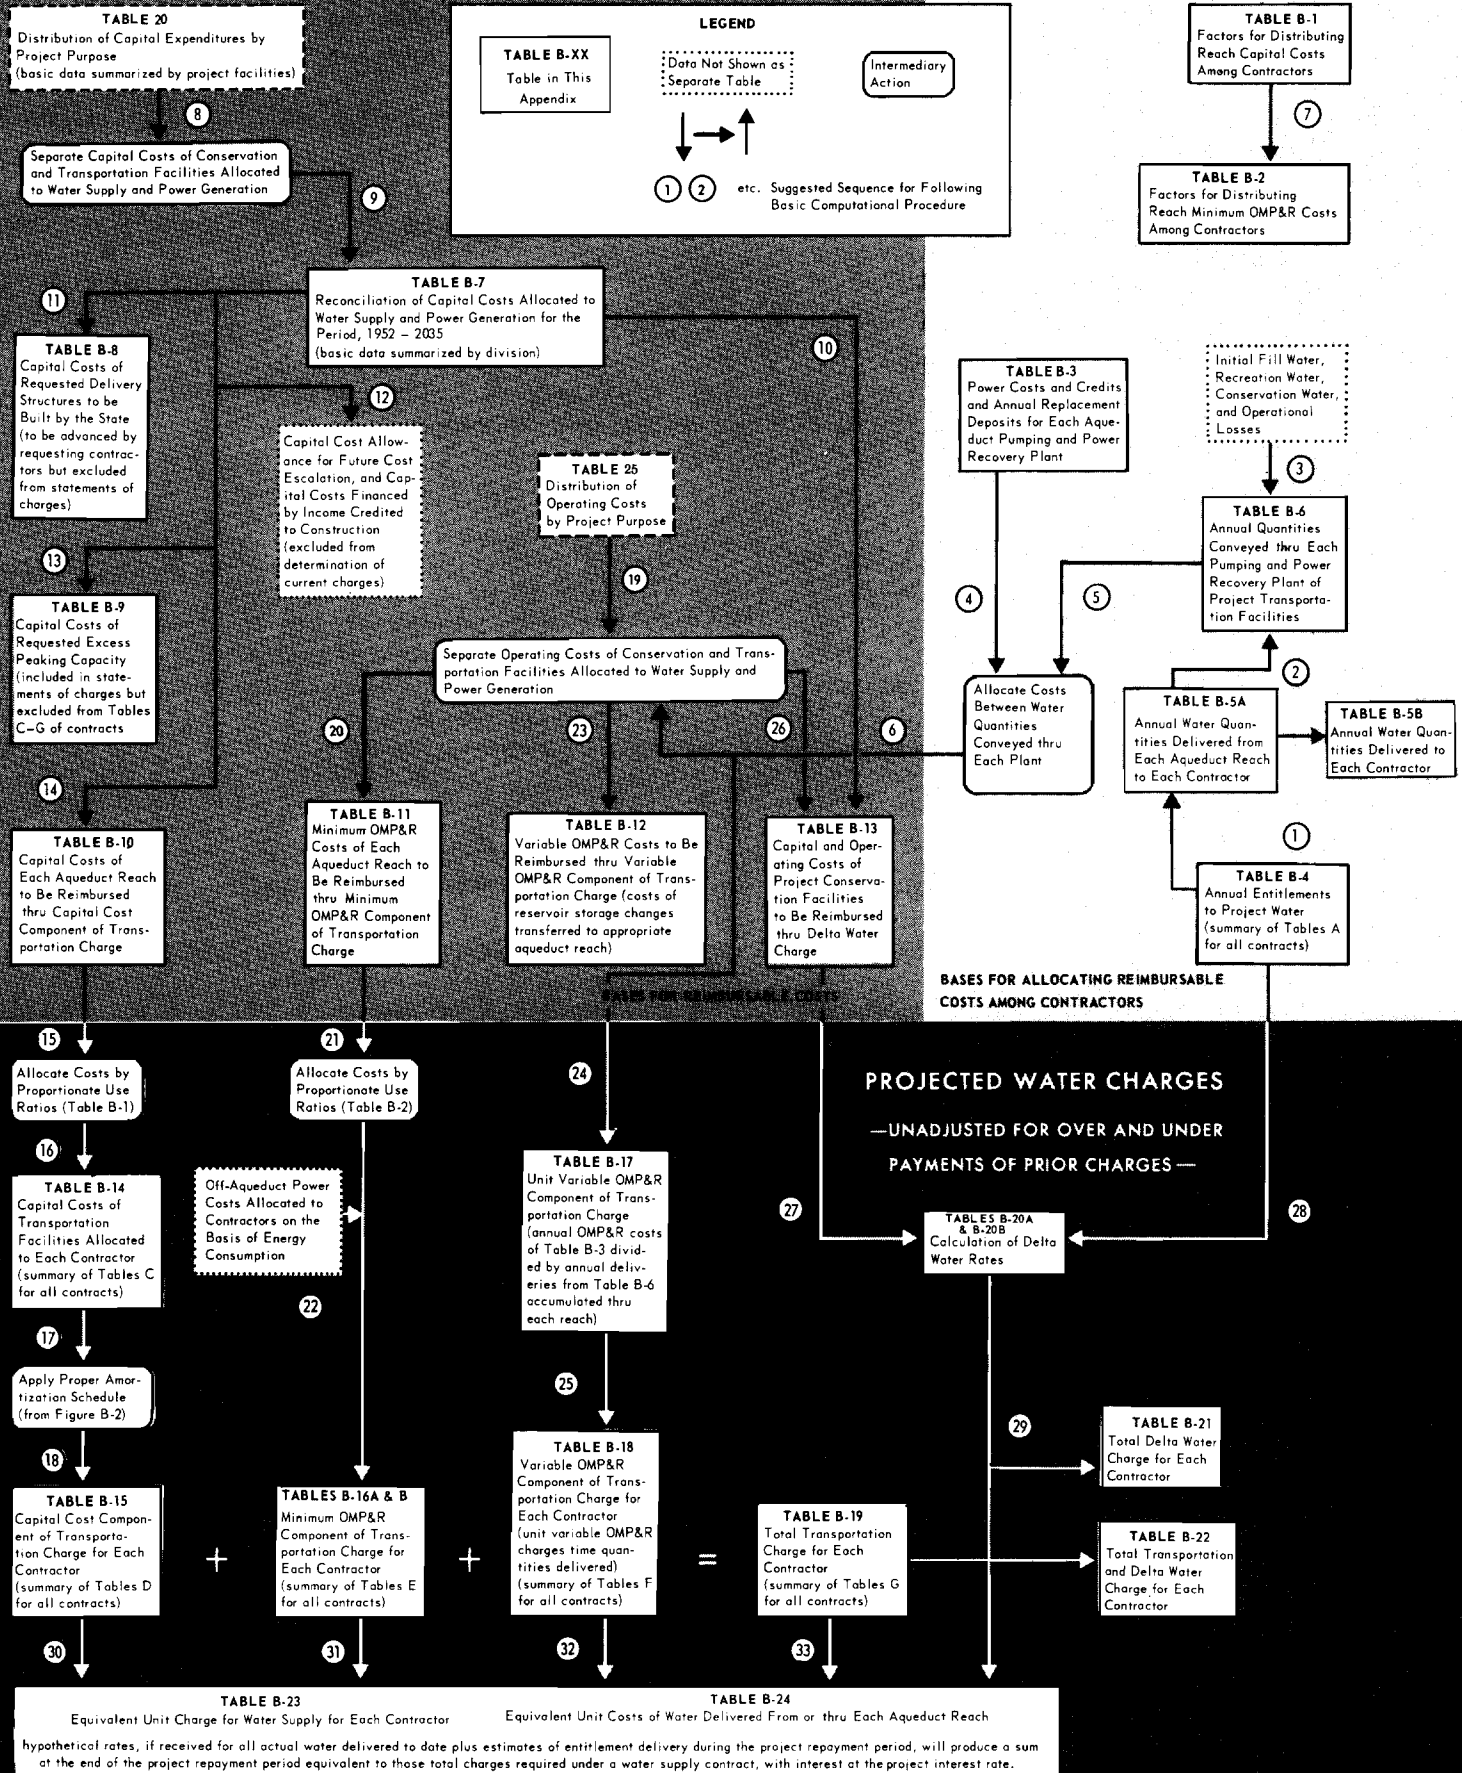 TABLE 20
Distribution of Capital Expenditures by
Project Purpose
(basic data summarized by project facilities)
8
Separate Capital Costs of Conservation
and Transportation Facilities Allocated
to Water Supply and Power Generation
9
LEGEND
TABLE B-XX
Table in This
Appendix
Data Not Shown as
Separate Table
Intermediary
Action
1 2 etc. Suggested Sequence for Following
Basic Computational Procedure
TABLE B-1
Factors for Distributing
Reach Capital Costs
Among Contractors
7
TABLE B-2
Factors for Distributing
Reach Minimum OMP&R Costs
Among Contractors
TABLE B-7
Reconciliation of Capital Costs Allocated to
Water Supply and Power Generation for the
Period, 1952 – 2035
(basic data summarized by division)
11
10
12
TABLE B-8
Capital Costs of
Requested Delivery
Structures to be
Built by the State
(to be advanced by
requesting contrac-
tors but excluded
from statements of
charges)
Capital Cost Allow-
ance for Future Cost
Escalation, and Cap-
ital Costs Financed
by Income Credited
to Construction
(excluded from
determination of
current charges)
TABLE 25
Distribution of
Operating Costs
by Project Purpose
19
TABLE B-3
Power Costs and Credits
and Annual Replacement
Deposits for Each Aque-
duct Pumping and Power
Recovery Plant
Initial Fill Water,
Recreation Water,
Conservation Water,
and Operational
Losses
3
TABLE B-6
Annual Quantities
Conveyed thru Each
Pumping and Power
Recovery Plant of
Project Transporta-
tion Facilities
4
5
2
13
TABLE B-9
Capital Costs of
Requested Excess
Peaking Capacity
(included in state-
ments of charges but
excluded from Tables
C–G of contracts
Separate Operating Costs of Conservation and Trans-
portation Facilities Allocated to Water Supply and
Power Generation
20
23
26
6
Allocate Costs
Between Water
Quantities
Conveyed thru
Each Plant
TABLE B-5A
Annual Water Quan-
tities Delivered from
Each Aqueduct Reach
to Each Contractor
TABLE B-5B
Annual Water Quan-
tities Delivered to
Each Contractor
14
1
TABLE B-10
Capital Costs of
Each Aqueduct Reach
to Be Reimbursed
thru Capital Cost
Component of Trans-
portation Charge
TABLE B-11
Minimum OMP&R
Costs of Each
Aqueduct Reach to
Be Reimbursed
thru Minimum
OMP&R Component
of Transportation
Charge
TABLE B-12
Variable OMP&R Costs to Be
Reimbursed thru Variable
OMP&R Component of Trans-
portation Charge (costs of
reservoir storage changes
transferred to appropriate
aqueduct reach)
TABLE B-13
Capital and Oper-
ating Costs of
Project Conserva-
tion Facilities
to Be Reimbursed
thru Delta Water
Charge
TABLE B-4
Annual Entitlements
to Project Water
(summary of Tables A
for all contracts)
BASES FOR REIMBURSABLE COSTS
BASES FOR ALLOCATING REIMBURSABLE
COSTS AMONG CONTRACTORS
15
Allocate Costs by
Proportionate Use
Ratios (Table B-1)
21
Allocate Costs by
Proportionate Use
Ratios (Table B-2)
24
PROJECTED WATER CHARGES
—UNADJUSTED FOR OVER AND UNDER
PAYMENTS OF PRIOR CHARGES—
16
TABLE B-14
Capital Costs of
Transportation
Facilities Allocated
to Each Contractor
(summary of Tables C
for all contracts)
Off-Aqueduct Power
Costs Allocated to
Contractors on the
Basis of Energy
Consumption
22
TABLE B-17
Unit Variable OMP&R
Component of Trans-
portation Charge
(annual OMP&R costs
of Table B-3 divid-
ed by annual deliv-
eries from Table B-6
accumulated thru
each reach)
27
28
TABLES B-20A
& B-20B
Calculation of Delta
Water Rates
17
Apply Proper Amor-
tization Schedule
(from Figure B-2)
25
18
29
TABLE B-21
Total Delta Water
Charge for Each
Contractor
TABLE B-15
Capital Cost Compon-
ent of Transporta-
tion Charge for Each
Contractor
(summary of Tables D
for all contracts)
+
TABLES B-16A & B
Minimum OMP&R
Component of Trans-
portation Charge for
Each Contractor
(summary of Tables E
for all contracts)
+
TABLE B-18
Variable OMP&R
Component of Trans-
portation Charge for
Each Contractor
(unit variable OMP&R
charges time quan-
tities delivered)
(summary of Tables F
for all contracts)
=
TABLE B-19
Total Transportation
Charge for Each
Contractor
(summary of Tables G
for all contracts)
TABLE B-22
Total Transportation
and Delta Water
Charge for Each
Contractor
30
31
32
33
TABLE B-23
Equivalent Unit Charge for Water Supply for Each Contractor
TABLE B-24
Equivalent Unit Costs of Water Delivered From or thru Each Aqueduct Reach
hypothetical rates, if received for all actual water delivered to date plus estimates of entitlement delivery during the project repayment period, will produce a sum
at the end of the project repayment period equivalent to those total charges required under a water supply contract, with interest at the project interest rate.